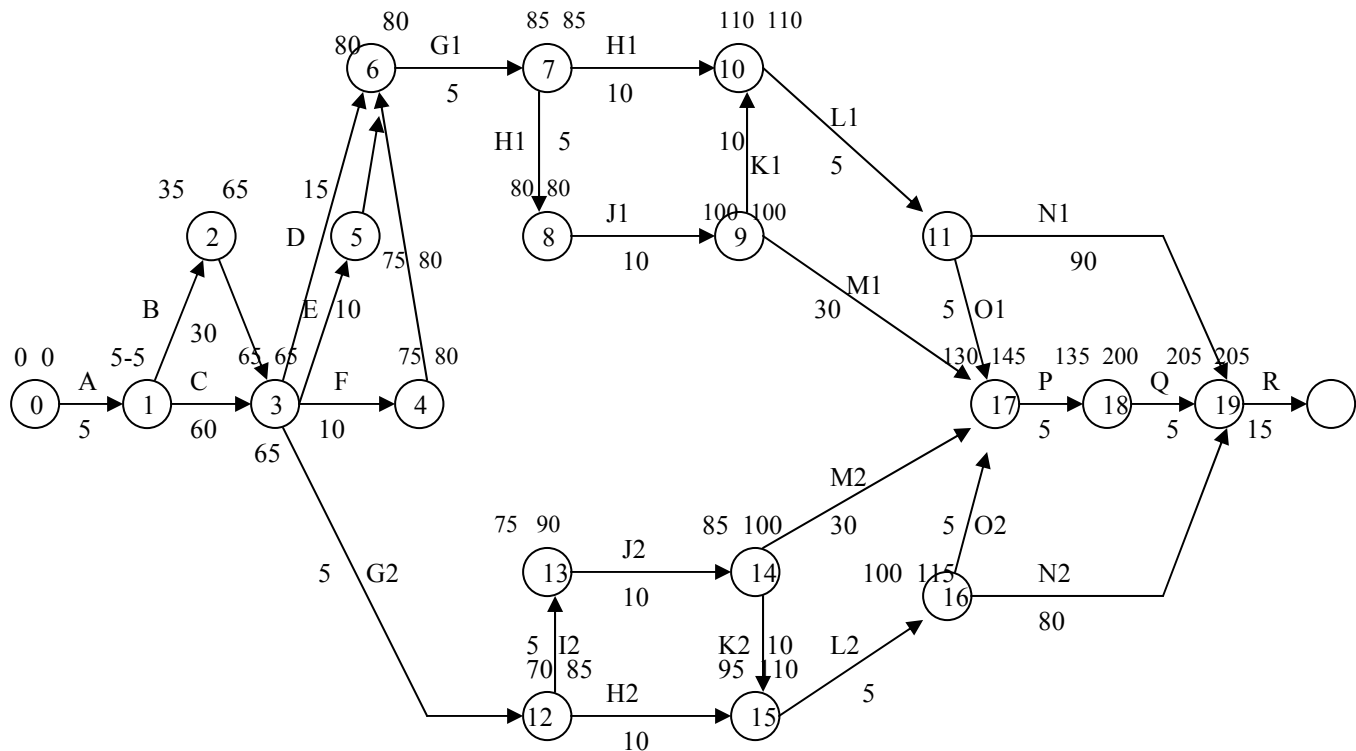 80
85 85
H1
110 110
80
G1
6
7
10
5
10
L1
10
H1
5
K1
5
35 65
15
80 80
J1
100 100
N1
2
D
5
8
9
11
75 80
10
90
B
E
10
M1
5
O1
30
30
0 0
5-5
65 65
75 80
130 145
135 200
205 205
A
C
F
P
Q
R
0
1
3
4
17
18
19
5
60
10
5
5
15
65
M2
75 90
85 100
30
5
O2
J2
5
G2
13
14
100 115
N2
10
16
80
5
I2
K2
10
L2
70 85
95 110
H2
5
12
15
10